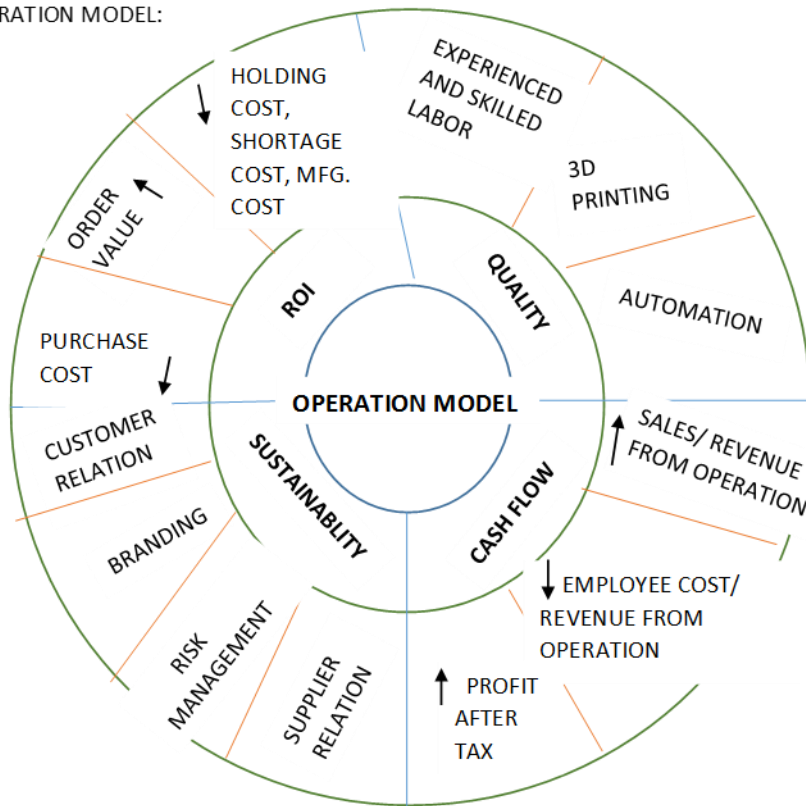 ERATION MODEL:
HOLDING
COST,
SHORTAGE
COST, MFG.
COST
EXPERIENCED
AND SKILLED
LABOR
3D
PRINTING
AUTOMATION
ORDER
VALUE
PURCHASE
COST
ROI
QUALITY
OPERATION MODEL
SUSTAINABLITY
CASH FLOW
CUSTOMER
RELATION
BRANDING
RISK
MANAGEMENT
SUPPLIER
RELATION
SALES/ REVENUE
FROM OPERATION
EMPLOYEE COST/
REVENUE FROM
OPERATION
PROFIT
AFTER
TAX